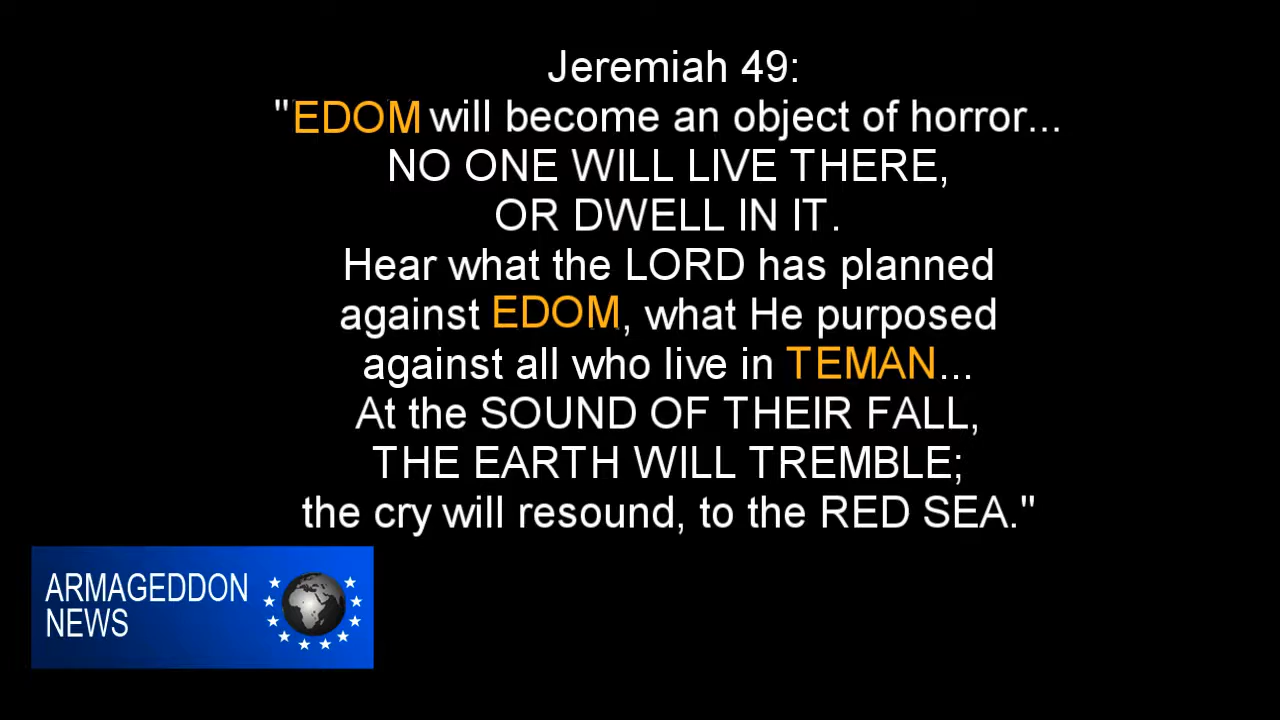 Jeremiah 49:
"EDOM will become an object of horror...
NO ONE WILL LIVE THERE,
OR DWELL IN IT.
Hear what the LORD has planned
against EDOM, what He purposed
against all who live in TEMAN...
At the SOUND OF THEIR FALL,
THE EARTH WILL TREMBLE;
the cry will resound, to the RED SEA."
ARMAGEDDON
NEWS